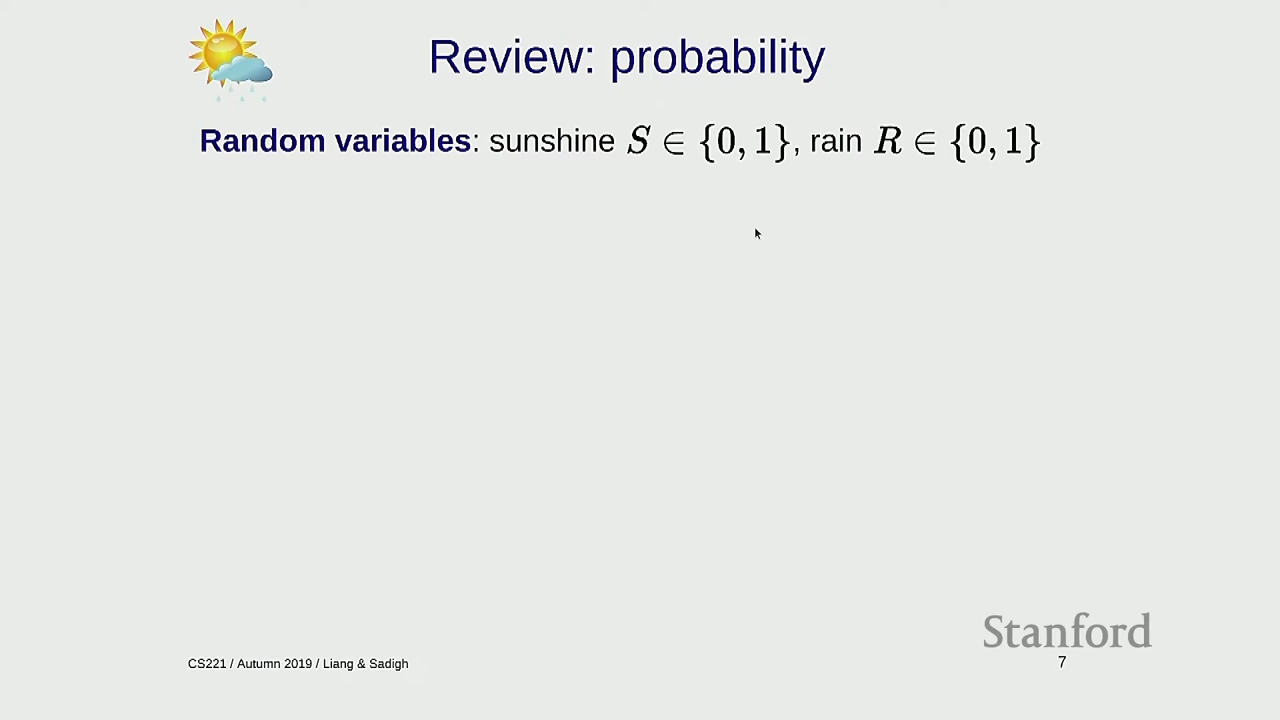 Review: probability
Random variables: sunshine S ∈ {0, 1}, rain R ∈ {0, 1}
Stanford
CS221 / Autumn 2019 / Liang & Sadigh
7